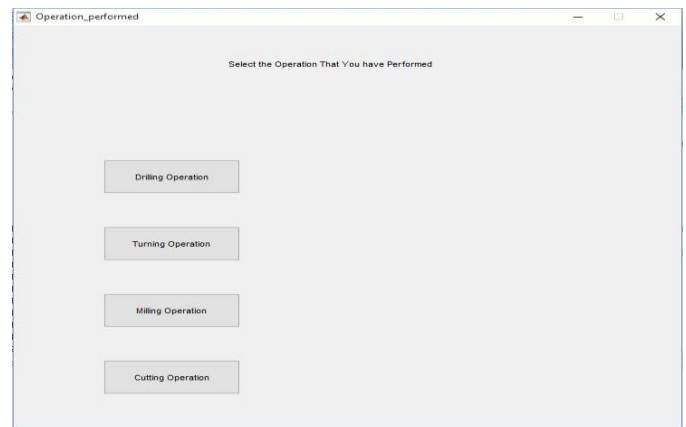 Operation_performed
Select the Operation That You have Performed
Drilling Operation
Turning Operation
Milling Operation
Cutting Operation